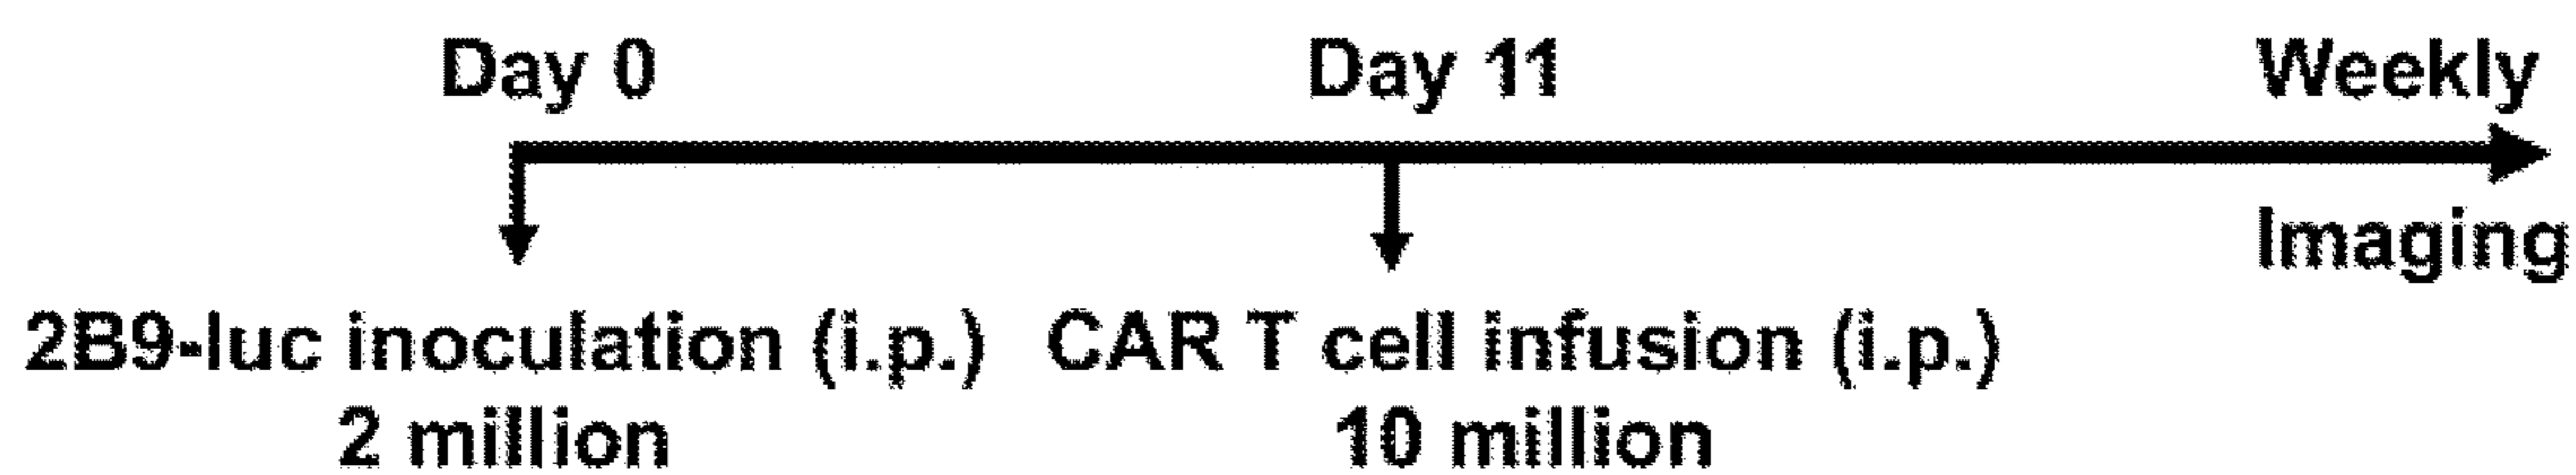 Day 0 Day 11 Weekly
Imaging
2B9-luc inoculation (i.p.) CAR T cell infusion (i.p.)
2 million 10 million